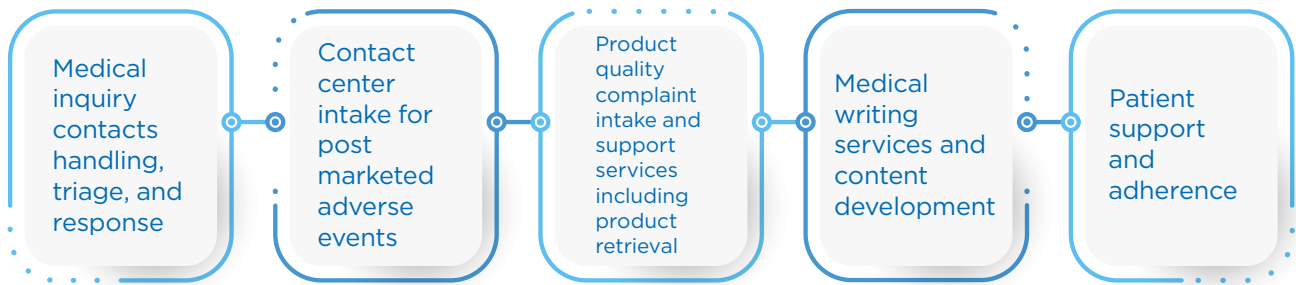 Medical
inquiry
contacts
handling,
triage, and
response
Contact
center
intake for
post
marketed
adverse
events
Product
quality
complaint
intake and
support
services
including
product
retrieval
Medical
writing
services and
content
development
Patient
support
and
adherence